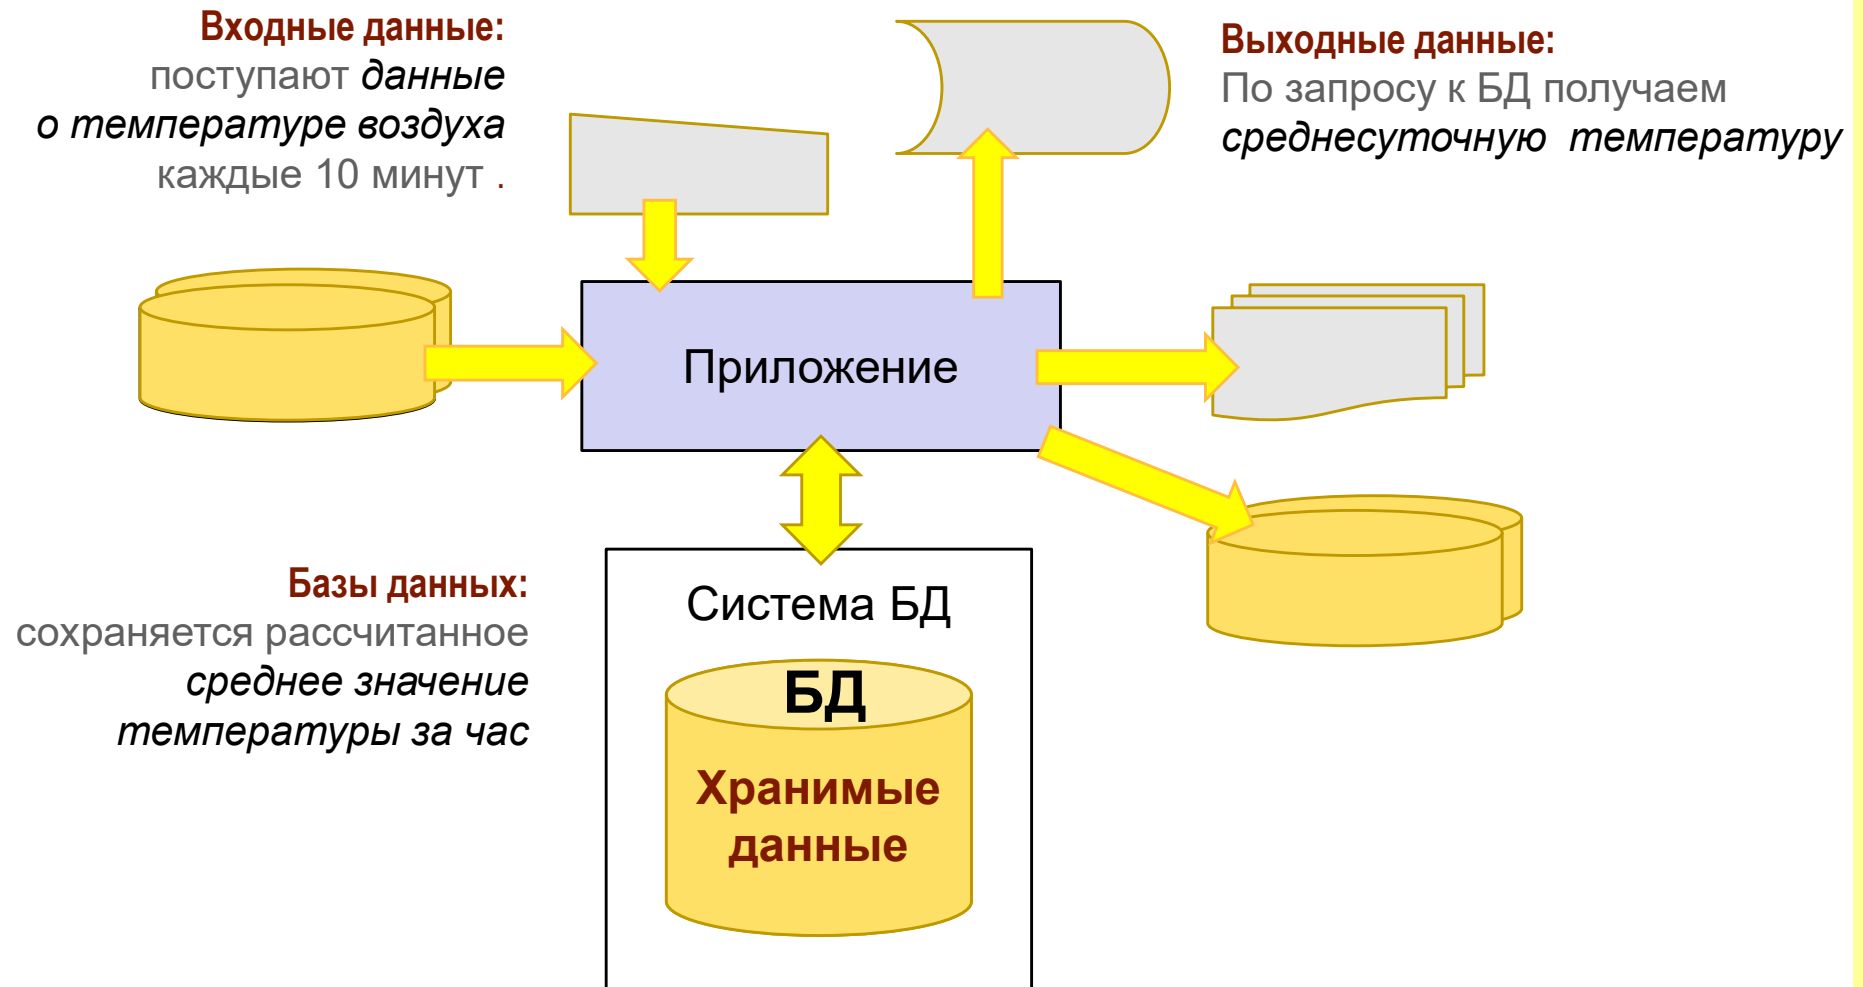 Входные данные:
поступают данные
о температуре воздуха
каждые 10 минут .
Выходные данные:
По запросу к БД получаем
среднесуточную температуру
Приложение
Базы данных:
сохраняется рассчитанное
среднее значение
температуры за час
Система БД
БД
Хранимые
данные